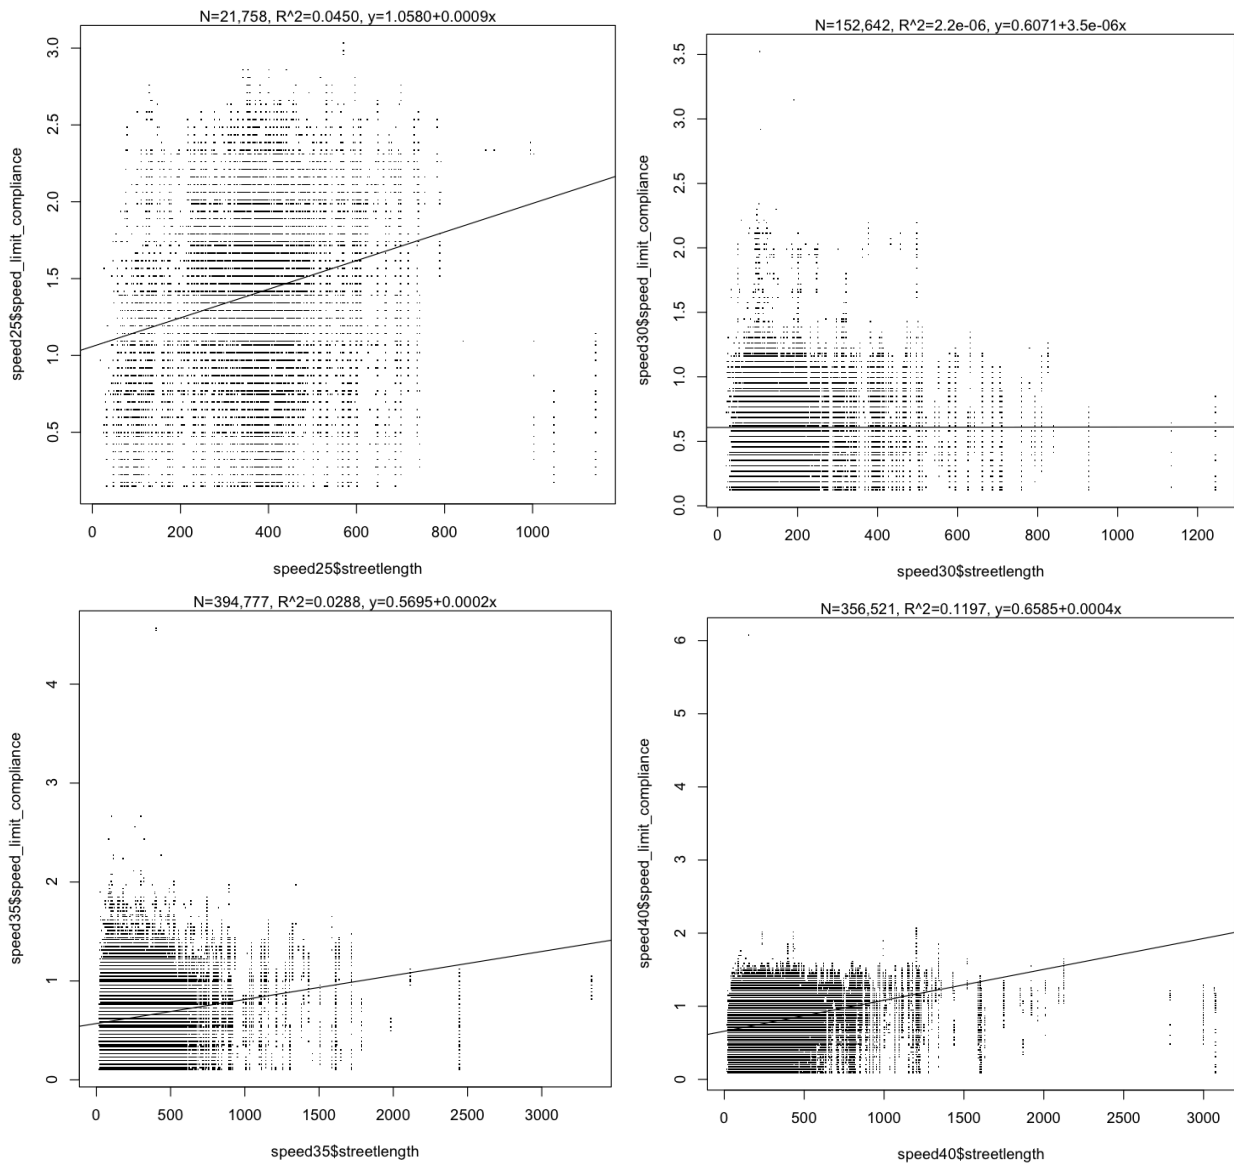 N=21,758, R^2=0.0450, y=1.0580+0.0009x
speed25$speed_limit_compliance
3.0
2.5
2.0
1.5
1.0
0.5
0 200 400 600 800 1000
speed25$streetlength
N=152,642, R^2=2.2e-06, y=0.6071+3.5e-06x
speed30$speed_limit_compliance
3.5
3.0
2.5
2.0
1.5
1.0
0.5
0.0
0 200 400 600 800 1000 1200
speed30$streetlength
N=394,777, R^2=0.0288, y=0.5695+0.0002x
speed35$speed_limit_compliance
4
3
2
1
0
0 500 1000 1500 2000 2500 3000
speed35$streetlength
N=356,521, R^2=0.1197, y=0.6585+0.0004x
speed40$speed_limit_compliance
6
5
4
3
2
1
0
0 500 1000 1500 2000 2500 3000
speed40$streetlength